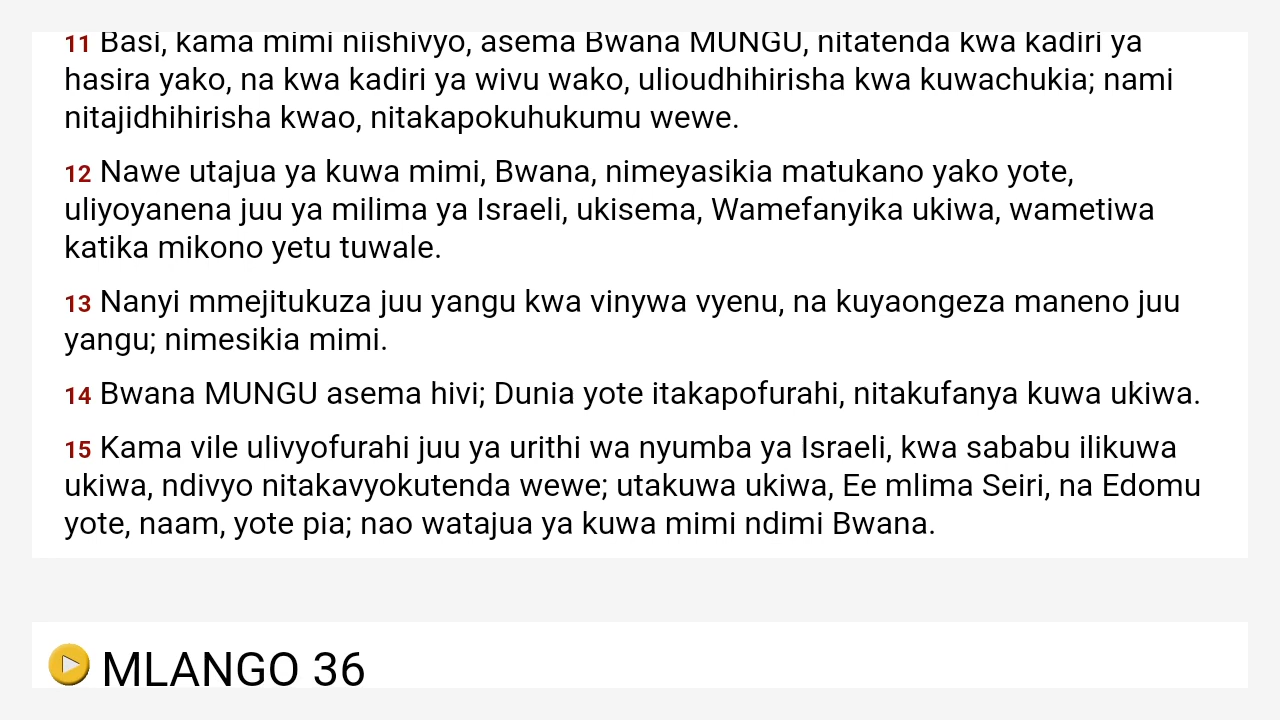 11 Basi, kama mimi niishivyo, asema Bwana MUNGU, nitatenda kwa kadiri ya
hasira yako, na kwa kadiri ya wivu wako, ulioudhihirisha kwa kuwachukia; nami
nitajidhihirisha kwao, nitakapokuhukumu wewe.
12 Nawe utajua ya kuwa mimi, Bwana, nimeyasikia matukano yako yote,
uliyoyanena juu ya milima ya Israeli, ukisema, Wamefanyika ukiwa, wametiwa
katika mikono yetu tuwale.
13 Nanyi mmejitukuza juu yangu kwa vinywa vyenu, na kuyaongeza maneno juu
yangu; nimesikia mimi.
14 Bwana MUNGU asema hivi; Dunia yote itakapofurahi, nitakufanya kuwa ukiwa.
15 Kama vile ulivyofurahi juu ya urithi wa nyumba ya Israeli, kwa sababu ilikuwa
ukiwa, ndivyo nitakavyokutenda wewe; utakuwa ukiwa, Ee mlima Seiri, na Edomu
yote, naam, yote pia; nao watajua ya kuwa mimi ndimi Bwana.
MLANGO 36